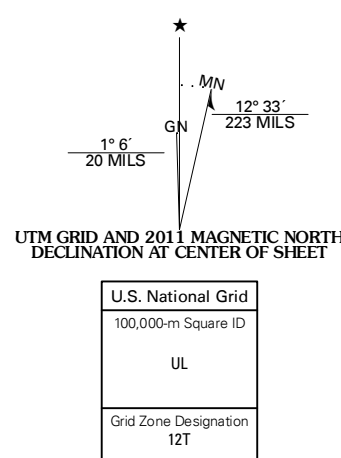 ★
MN
GN
12° 33´
223 MILS
1° 6´
20 MILS
UTM GRID AND 2011 MAGNETIC NORTH
DECLINATION AT CENTER OF SHEET
U.S. National Grid
100,000-m Square ID
UL
Grid Zone Designation
12T